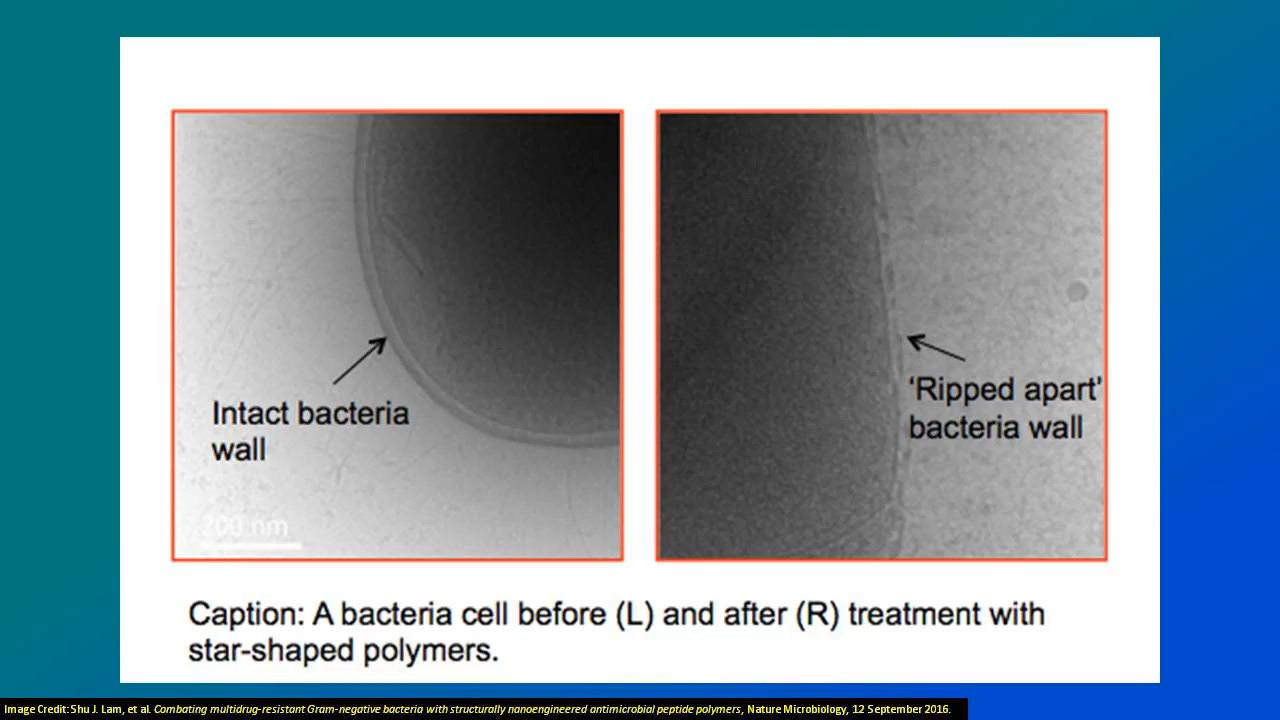 Intact bacteria
wall
200 nm
‘Ripped apart’
bacteria wall
Caption: A bacteria cell before (L) and after (R) treatment with
star-shaped polymers.
Image Credit: Shu J. Lam, et al. Combating multidrug-resistant Gram-negative bacteria with structurally nanoengineered antimicrobial peptide polymers, Nature Microbiology, 12 September 2016.